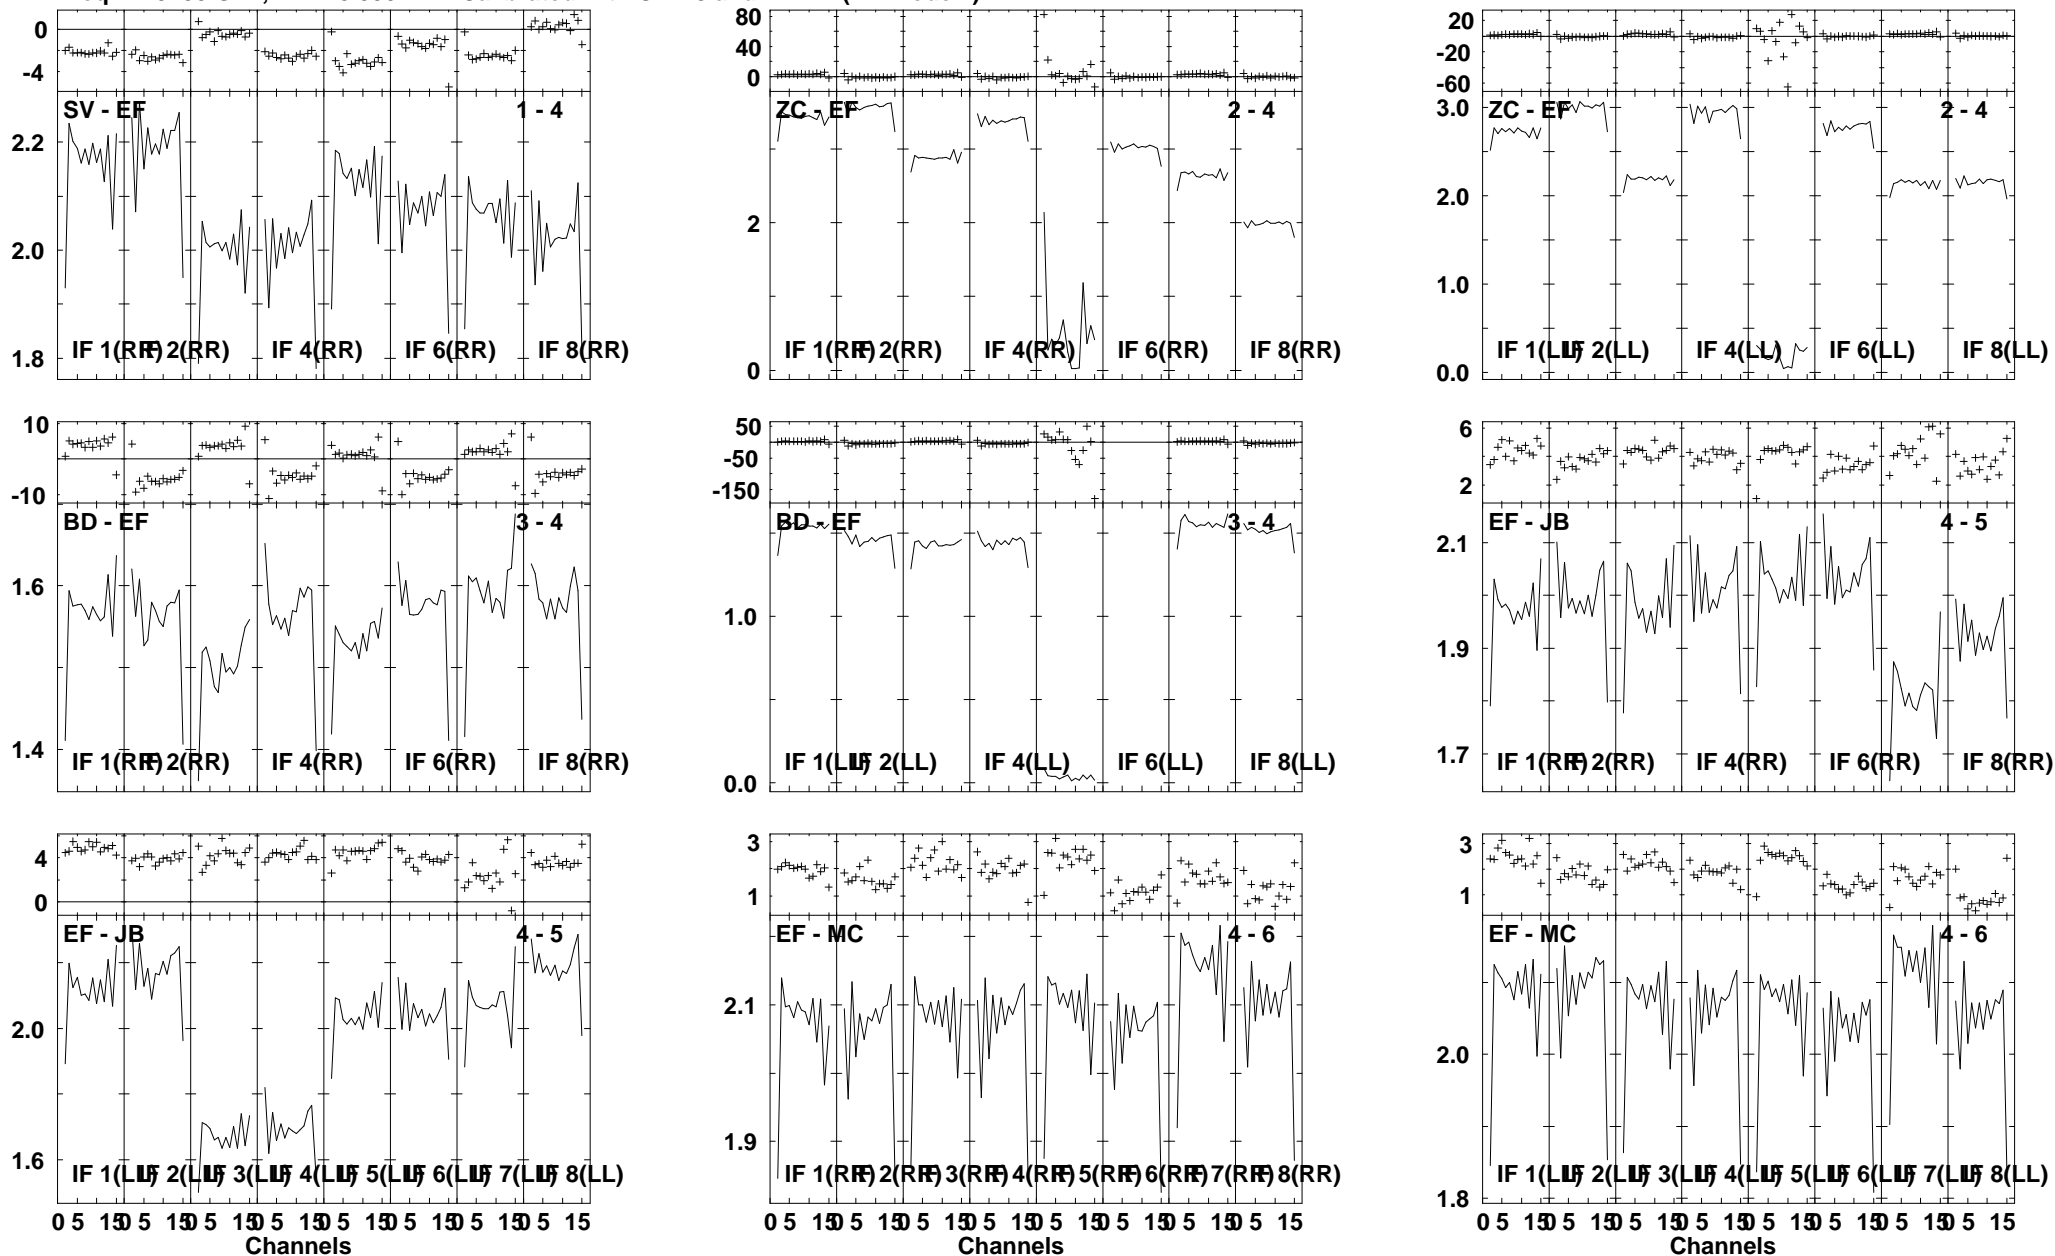 0
-4
SV - EF
1 - 4
2.2
2.0
1.8
IF 1(RR)
IF 2(RR)
IF 4(RR)
IF 6(RR)
IF 8(RR)
80
40
0
ZC - EF
2 - 4
2
0
IF 1(RR)
IF 2(RR)
IF 4(RR)
IF 6(RR)
IF 8(RR)
20
-20
-60
ZC - EF
2 - 4
3.0
2.0
1.0
0.0
IF 1(LL)
IF 2(LL)
IF 4(LL)
IF 6(LL)
IF 8(LL)
10
-10
BD - EF
3 - 4
1.6
1.4
IF 1(RR)
IF 2(RR)
IF 4(RR)
IF 6(RR)
IF 8(RR)
50
-50
-150
BD - EF
3 - 4
1.0
0.0
IF 1(LL)
IF 2(LL)
IF 4(LL)
IF 6(LL)
IF 8(LL)
6
2
EF - JB
4 - 5
2.1
1.9
1.7
IF 1(RR)
IF 2(RR)
IF 4(RR)
IF 6(RR)
IF 8(RR)
4
0
EF - JB
4 - 5
2.0
1.6
IF 1(LL)
IF 2(LL)
IF 3(LL)
IF 4(LL)
IF 5(LL)
IF 6(LL)
IF 7(LL)
IF 8(LL)
0 5 15 0 5 15 0 5 15 0 5 15 0 5 15 0 5 15 0 5 15 0 5 15
Channels
3
1
EF - MC
4 - 6
2.1
1.9
IF 1(RR)
IF 2(RR)
IF 3(RR)
IF 4(RR)
IF 5(RR)
IF 6(RR)
IF 7(RR)
IF 8(RR)
0 5 15 0 5 15 0 5 15 0 5 15 0 5 15 0 5 15 0 5 15 0 5 15
Channels
3
1
EF - MC
4 - 6
2.0
1.8
IF 1(LL)
IF 2(LL)
IF 3(LL)
IF 4(LL)
IF 5(LL)
IF 6(LL)
IF 7(LL)
IF 8(LL)
0 5 15 0 5 15 0 5 15 0 5 15 0 5 15 0 5 15 0 5 15 0 5 15
Channels